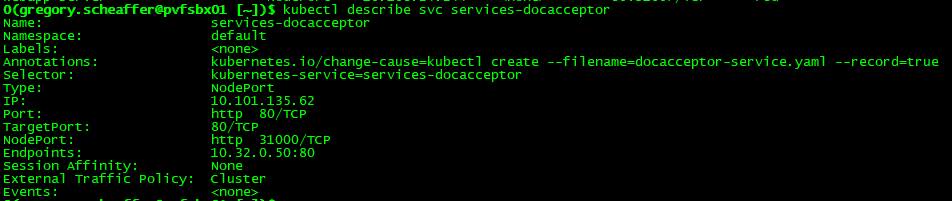 0(gregory.scheaffer@pvfsbx01 [~])$ kubectl describe svc services-docacceptor
Name: services-docacceptor
Namespace: default
Labels: <none>
Annotations: kubernetes.io/change-cause=kubectl create --filename=docacceptor-service.yaml --record=true
Selector: kubernetes-service=services-docacceptor
Type: NodePort
IP: 10.101.135.62
Port: http 80/TCP
TargetPort: 80/TCP
NodePort: http 31000/TCP
Endpoints: 10.32.0.50:80
Session Affinity: None
External Traffic Policy: Cluster
Events: <none>